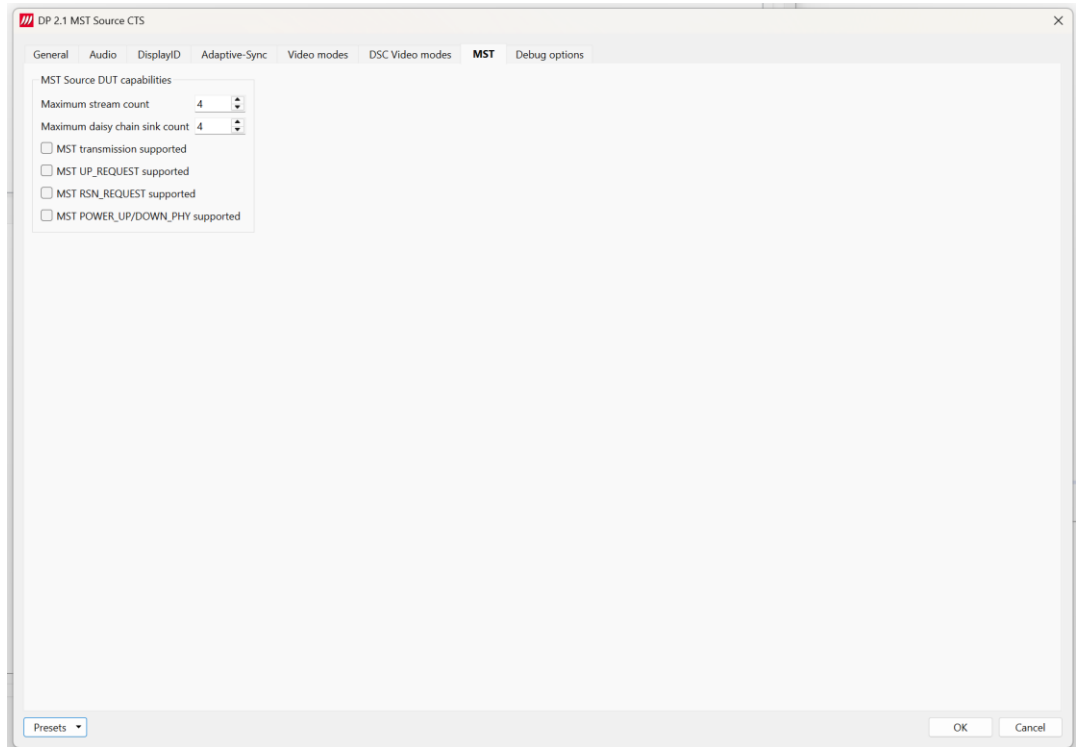 DP 2.1 MST Source CTS
General Audio DisplayID Adaptive-Sync Video modes DSC Video modes MST Debug options
MST Source DUT capabilities
Maximum stream count 4
Maximum daisy chain sink count 4
MST transmission supported
MST UP_REQUEST supported
MST RSN_REQUEST supported
MST POWER_UP/DOWN_PHY supported
Presets OK Cancel